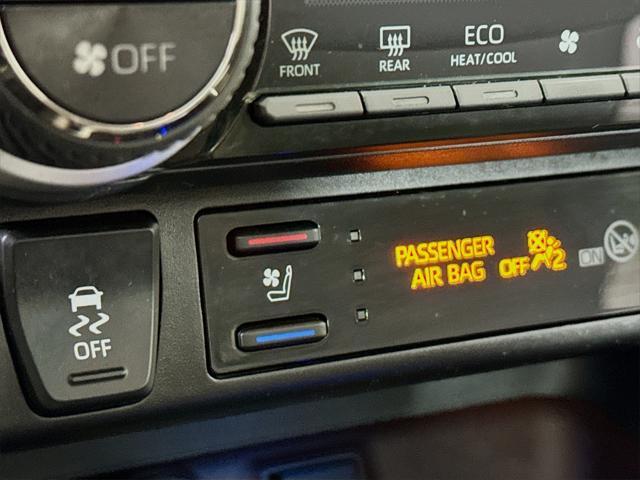 OFF
FRONT
REAR
ECO
HEAT/COOL
PASSENGER
AIR BAG
OFF
2
ON
OFF